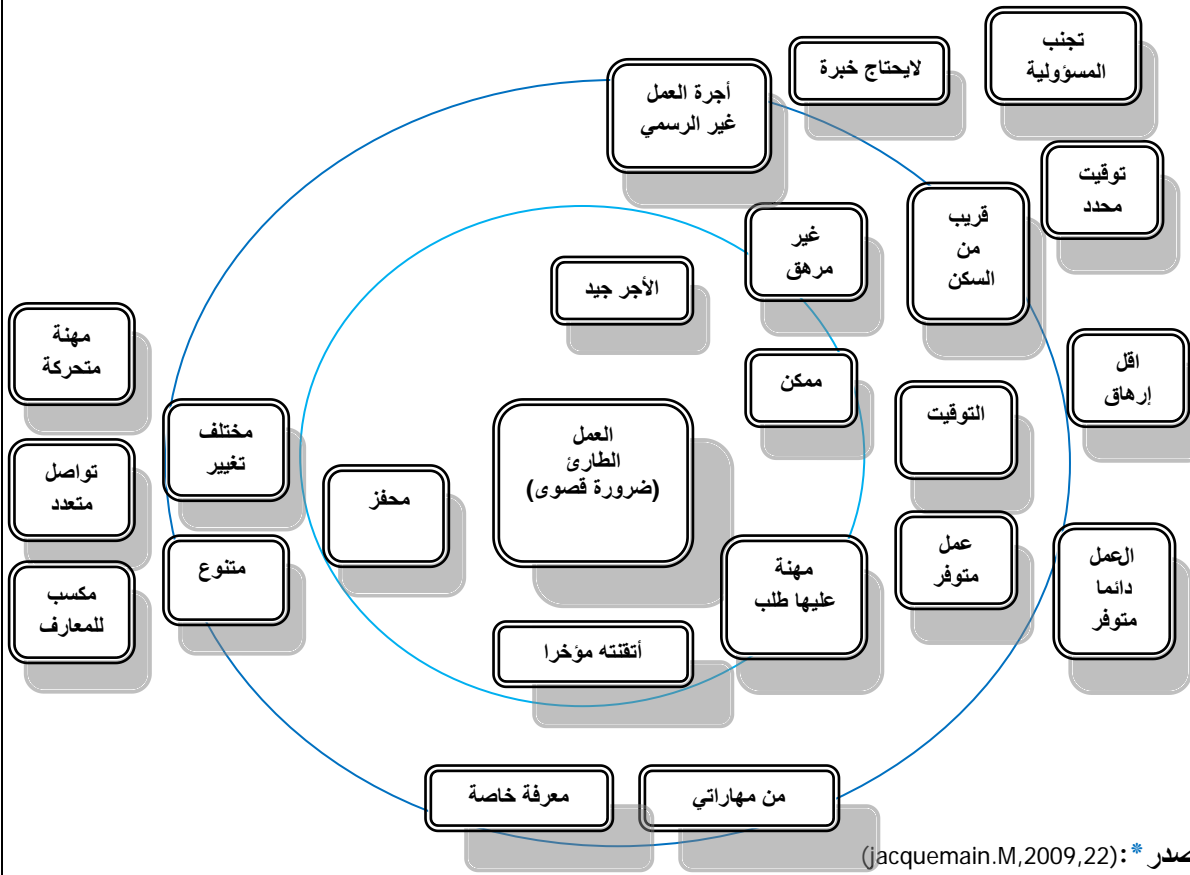 تجنب
المسؤولية
لايحتاج خبرة
أجرة العمل
غير الرسمي
توقيت
محدد
قريب
من
السكن
غير
مرهق
الأجر جيد
مهنة
متحركة
اقل
إرهاق
ممكن
التوقيت
العمل
الطارئ
(ضرورة قصوى)
مختلف
تغيير
تواصل
متعدد
محفز
عمل
متوفر
العمل
دائما
متوفر
مهنة
عليها طلب
متنوع
مكسب
للمعارف
أتقنته مؤخرا
من مهاراتي
معرفة خاصة
صدر *:(jacquemain.M,2009,22)